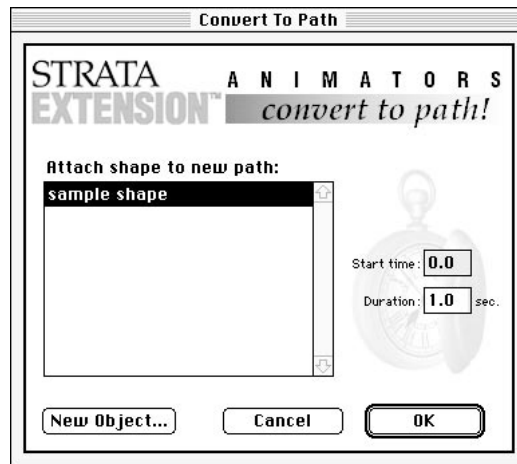 Convert To Path
STRATA ANIMATORS
EXTENSION™ convert to path!
Attach shape to new path:
sample shape
Start time: 0.0
Duration: 1.0 sec.
New Object... Cancel OK